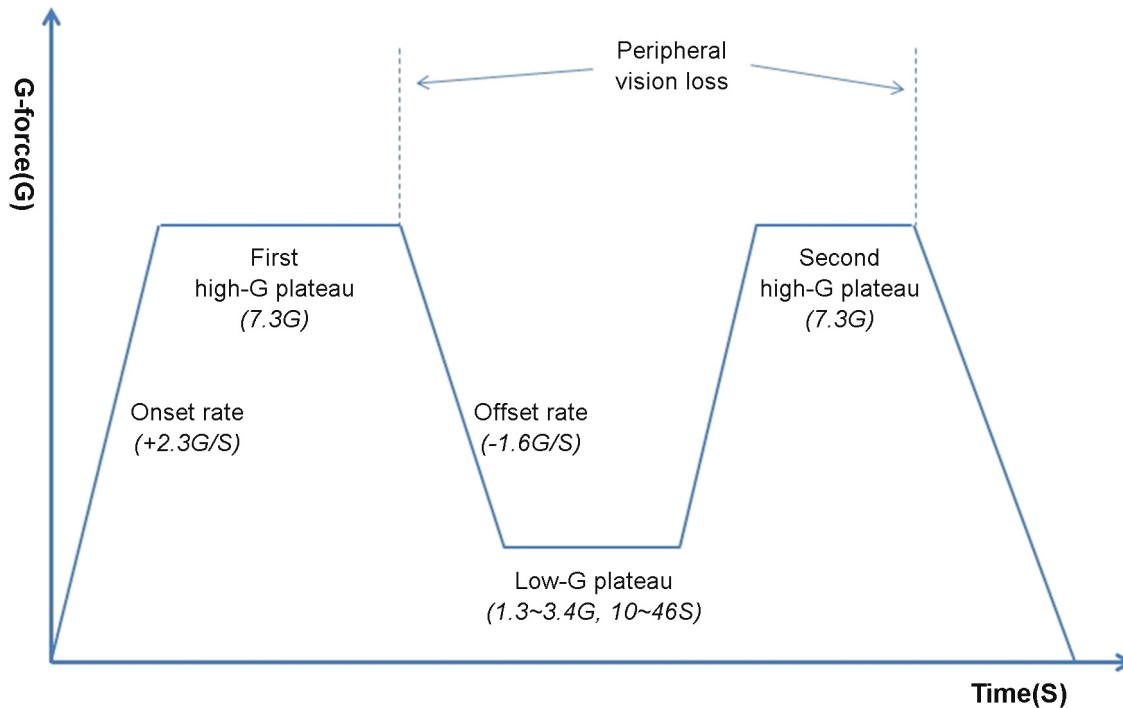 G-force(G)
Peripheral
vision loss
First
high-G plateau
(7.3G)
Second
high-G plateau
(7.3G)
Onset rate
(+2.3G/S)
Offset rate
(-1.6G/S)
Low-G plateau
(1.3~3.4G, 10~46S)
Time(S)